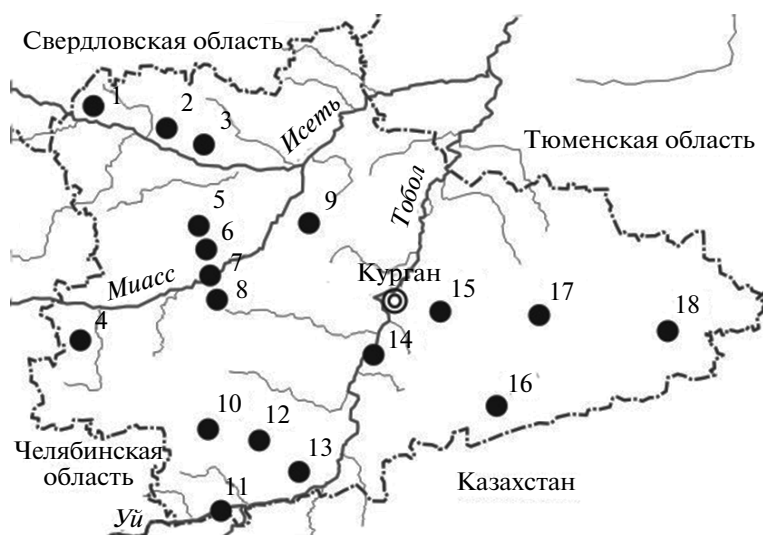 Свердловская область
1
2
3
Исеть
Тюменская область
Тобол
5
9
6
7
Миасс
Курган
8
15
17
18
4
14
16
10
12
Челябинская
область
13
Казахстан
11
Уй